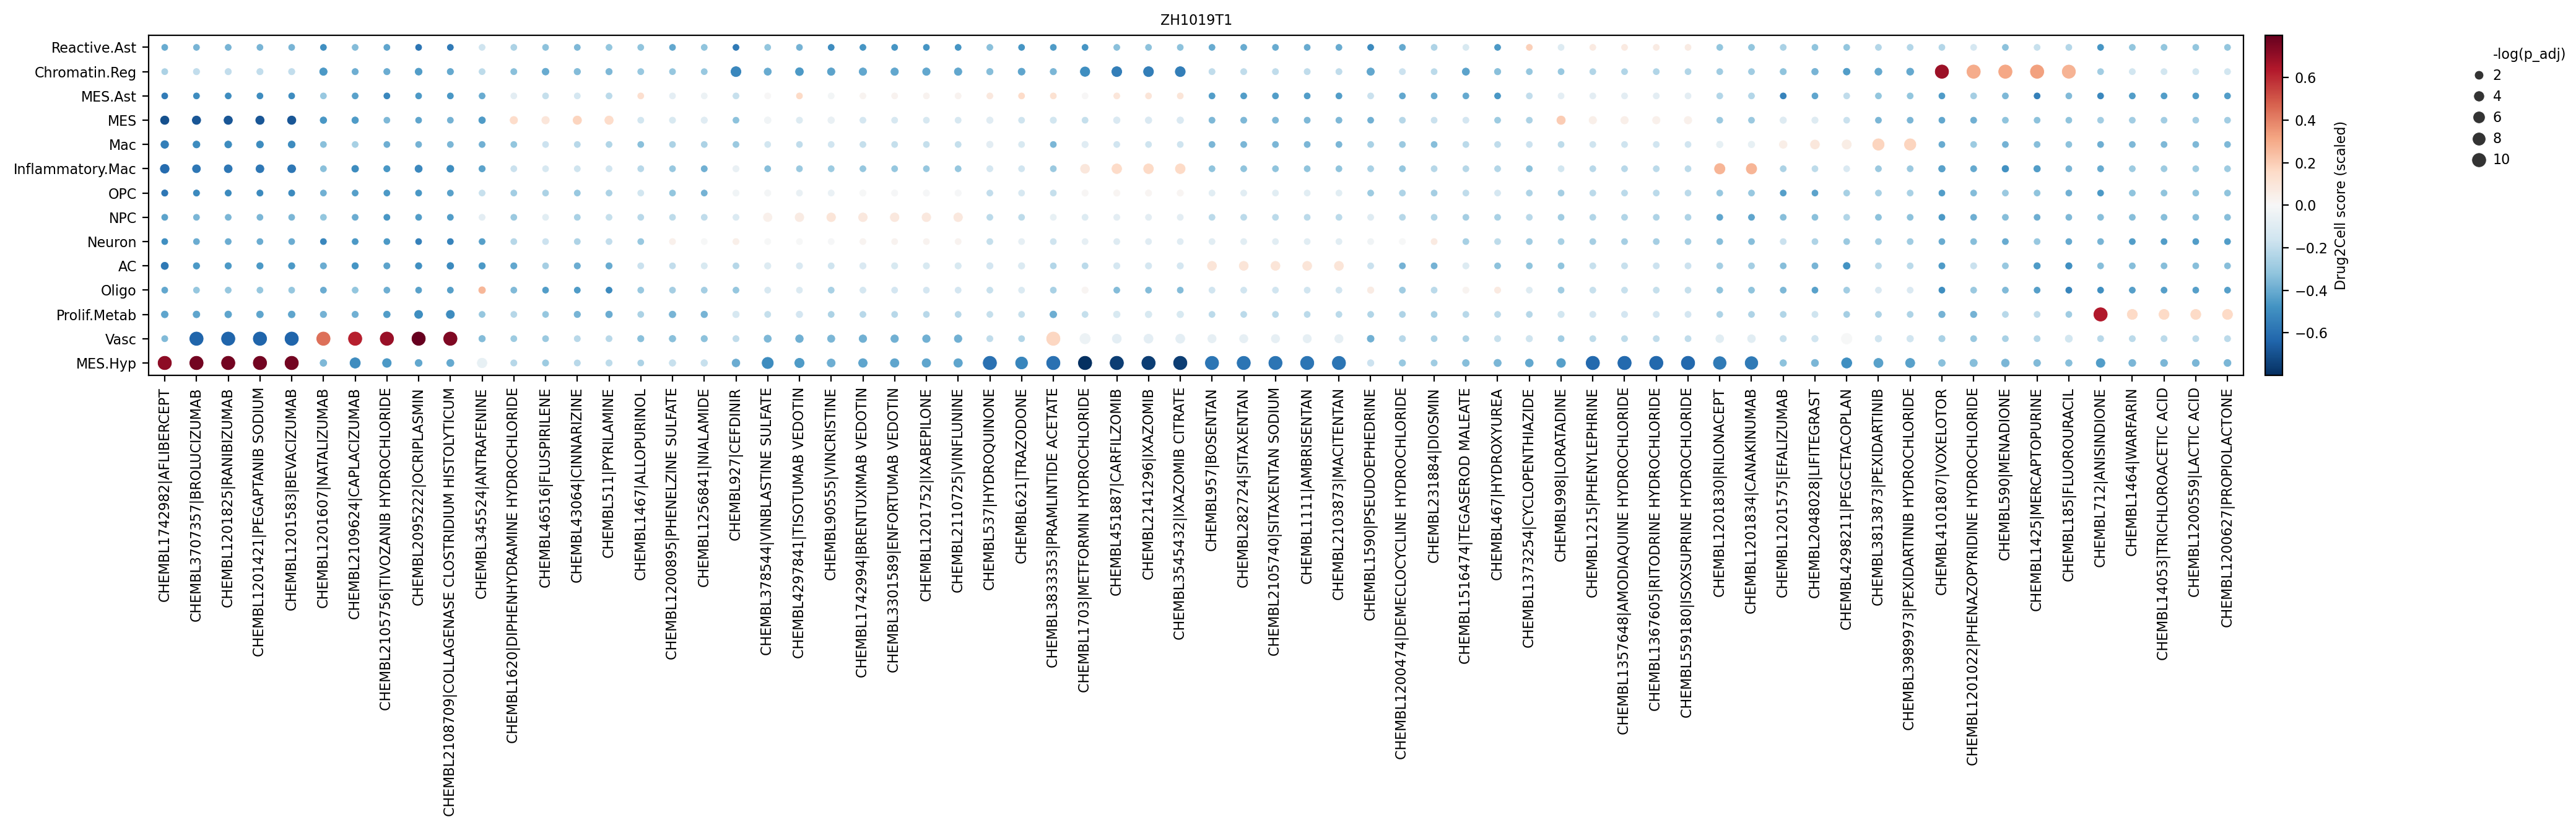 ZH1019T1
Reactive.Ast
Chromatin.Reg
MES.Ast
MES
Mac
Inflammatory.Mac
OPC
NPC
Neuron
AC
Oligo
Prolif.Metab
Vasc
MES.Hyp
CHEMBL1742982|AFLIBERCEPT
CHEMBL3707357|BROLUCIZUMAB
CHEMBL1201825|RANIBIZUMAB
CHEMBL1201421|PEGAPTANIB SODIUM
CHEMBL1201583|BEVACIZUMAB
CHEMBL1201607|NATALIZUMAB
CHEMBL2109624|CAPLACIZUMAB
CHEMBL2105756|TIVOZANIB HYDROCHLORIDE
CHEMBL2095222|OCRIPLASMIN
CHEMBL2108709|COLLAGENASE CLOSTRIDIUM HISTOLYTICUM
CHEMBL345524|ANTRAFENINE
CHEMBL1620|DIPHENHYDRAMINE HYDROCHLORIDE
CHEMBL46516|FLUSPIRILENE
CHEMBL43064|CINNARIZINE
CHEMBL511|PYRILAMINE
CHEMBL1467|ALLOPURINOL
CHEMBL1200895|PHENELZINE SULFATE
CHEMBL1256841|NIALAMIDE
CHEMBL927|CEFDINIR
CHEMBL378544|VINBLASTINE SULFATE
CHEMBL4297841|TISOTUMAB VEDOTIN
CHEMBL90555|VINCRISTINE
CHEMBL1742994|BRENTUXIMAB VEDOTIN
CHEMBL3301589|ENFORTUMAB VEDOTIN
CHEMBL1201752|IXABEPILONE
CHEMBL2110725|VINFLUNINE
CHEMBL537|HYDROQUINONE
CHEMBL621|TRAZODONE
CHEMBL3833353|PRAMLINTIDE ACETATE
CHEMBL1703|METFORMIN HYDROCHLORIDE
CHEMBL451887|CARFILZOMIB
CHEMBL2141296|IXAZOMIB
CHEMBL3545432|IXAZOMIB CITRATE
CHEMBL957|BOSENTAN
CHEMBL282724|SITAXENTAN
CHEMBL2105740|SITAXENTAN SODIUM
CHEMBL1111|AMBRISENTAN
CHEMBL2103873|MACITENTAN
CHEMBL1590|PSEUDOEPHEDRINE
CHEMBL1200474|DEMECLOCYCLINE HYDROCHLORIDE
CHEMBL231884|DIOSMIN
CHEMBL1516474|TEGASEROD MALEATE
CHEMBL467|HYDROXYUREA
CHEMBL1373254|CYCLOPENTHIAZIDE
CHEMBL998|LORATADINE
CHEMBL1215|PHENYLEPHRINE
CHEMBL1357648|AMODIAQUINE HYDROCHLORIDE
CHEMBL1367605|RITODRINE HYDROCHLORIDE
CHEMBL559180|ISOXSUPRINE HYDROCHLORIDE
CHEMBL1201830|RILONACEPT
CHEMBL1201834|CANAKINUMAB
CHEMBL1201575|EFALIZUMAB
CHEMBL2048028|LIFITEGRAST
CHEMBL4298211|PEGCETACOPLAN
CHEMBL3813873|PEXIDARTINIB
CHEMBL3989973|PEXIDARTINIB HYDROCHLORIDE
CHEMBL4101807|VOXELOTOR
CHEMBL1201022|PHENAZOPYRIDINE HYDROCHLORIDE
CHEMBL590|MENADIONE
CHEMBL1425|MERCAPTOPURINE
CHEMBL185|FLUOROURACIL
CHEMBL712|ANISINDIONE
CHEMBL1464|WARFARIN
CHEMBL14053|TRICHLOROACETIC ACID
CHEMBL1200559|LACTIC ACID
CHEMBL1200627|PROPIOLACTONE
0.6
0.4
0.2
0.0
−0.2
−0.4
−0.6
Drug2Cell score (scaled)
-log(p_adj)
2
4
6
8
10